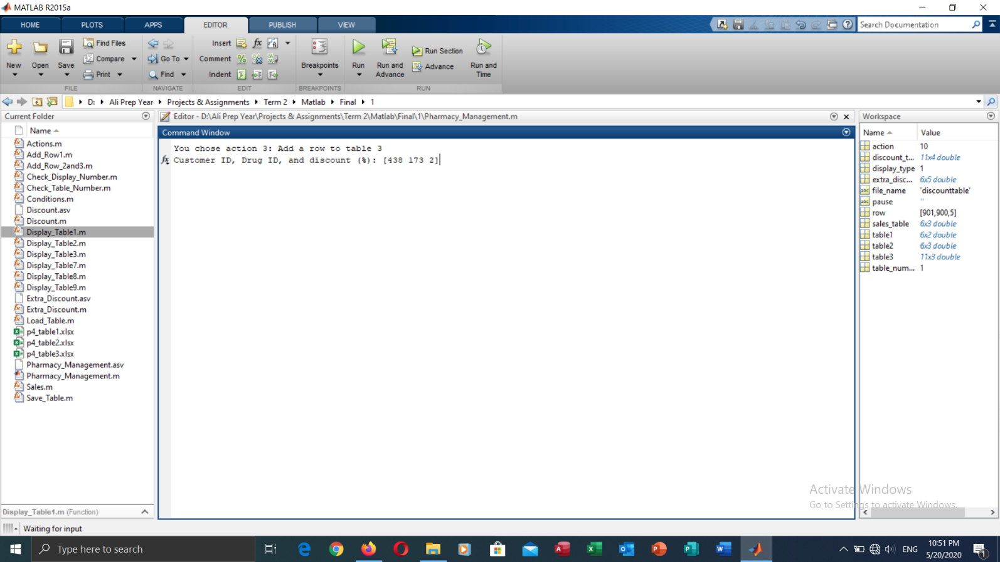 MATLAB R2015a
HOME PLOTS APPS EDITOR PUBLISH VIEW
Search Documentation
New Open Save
Find Files
Compare
Print
FILE
Go To
Find
NAVIGATE
Insert fx
Comment
Indent
EDIT
Breakpoints
BREAKPOINTS
Run
Run and Advance
Run Section
Advance
Run and Time
RUN
D: Ali Prep Year Projects & Assignments Term 2 Matlab Final 1
Current Folder
Name
Actions.m
Add_Row1.m
Add_Row_2and3.m
Check_Display_Number.m
Check_Table_Number.m
Conditions.m
Discount.asv
Discount.m
Display_Table1.m
Display_Table2.m
Display_Table3.m
Display_Table7.m
Display_Table8.m
Display_Table9.m
Extra_Discount.asv
Extra_Discount.m
Load_Table.m
p4_table1.xlsx
p4_table2.xlsx
p4_table3.xlsx
Pharmacy_Management.asv
Pharmacy_Management.m
Sales.m
Save_Table.m
Display_Table1.m (Function)
Editor - D:\Ali Prep Year\Projects & Assignments\Term 2\Matlab\Final\1\Pharmacy_Management.m
Command Window
You chose action 3: Add a row to table 3
fx Customer ID, Drug ID, and discount (%): [438 173 2]
Workspace
Name Value
action 10
discount_t... 11x4 double
display_type 1
extra_disc... 6x5 double
file_name 'discounttable'
pause ''
row [901,900,5]
sales_table 6x3 double
table1 6x2 double
table2 6x3 double
table3 11x3 double
table_num... 1
Activate Windows
Go to Settings to activate Windows.
Waiting for input
Type here to search
ENG
10:51 PM
5/20/2020
1